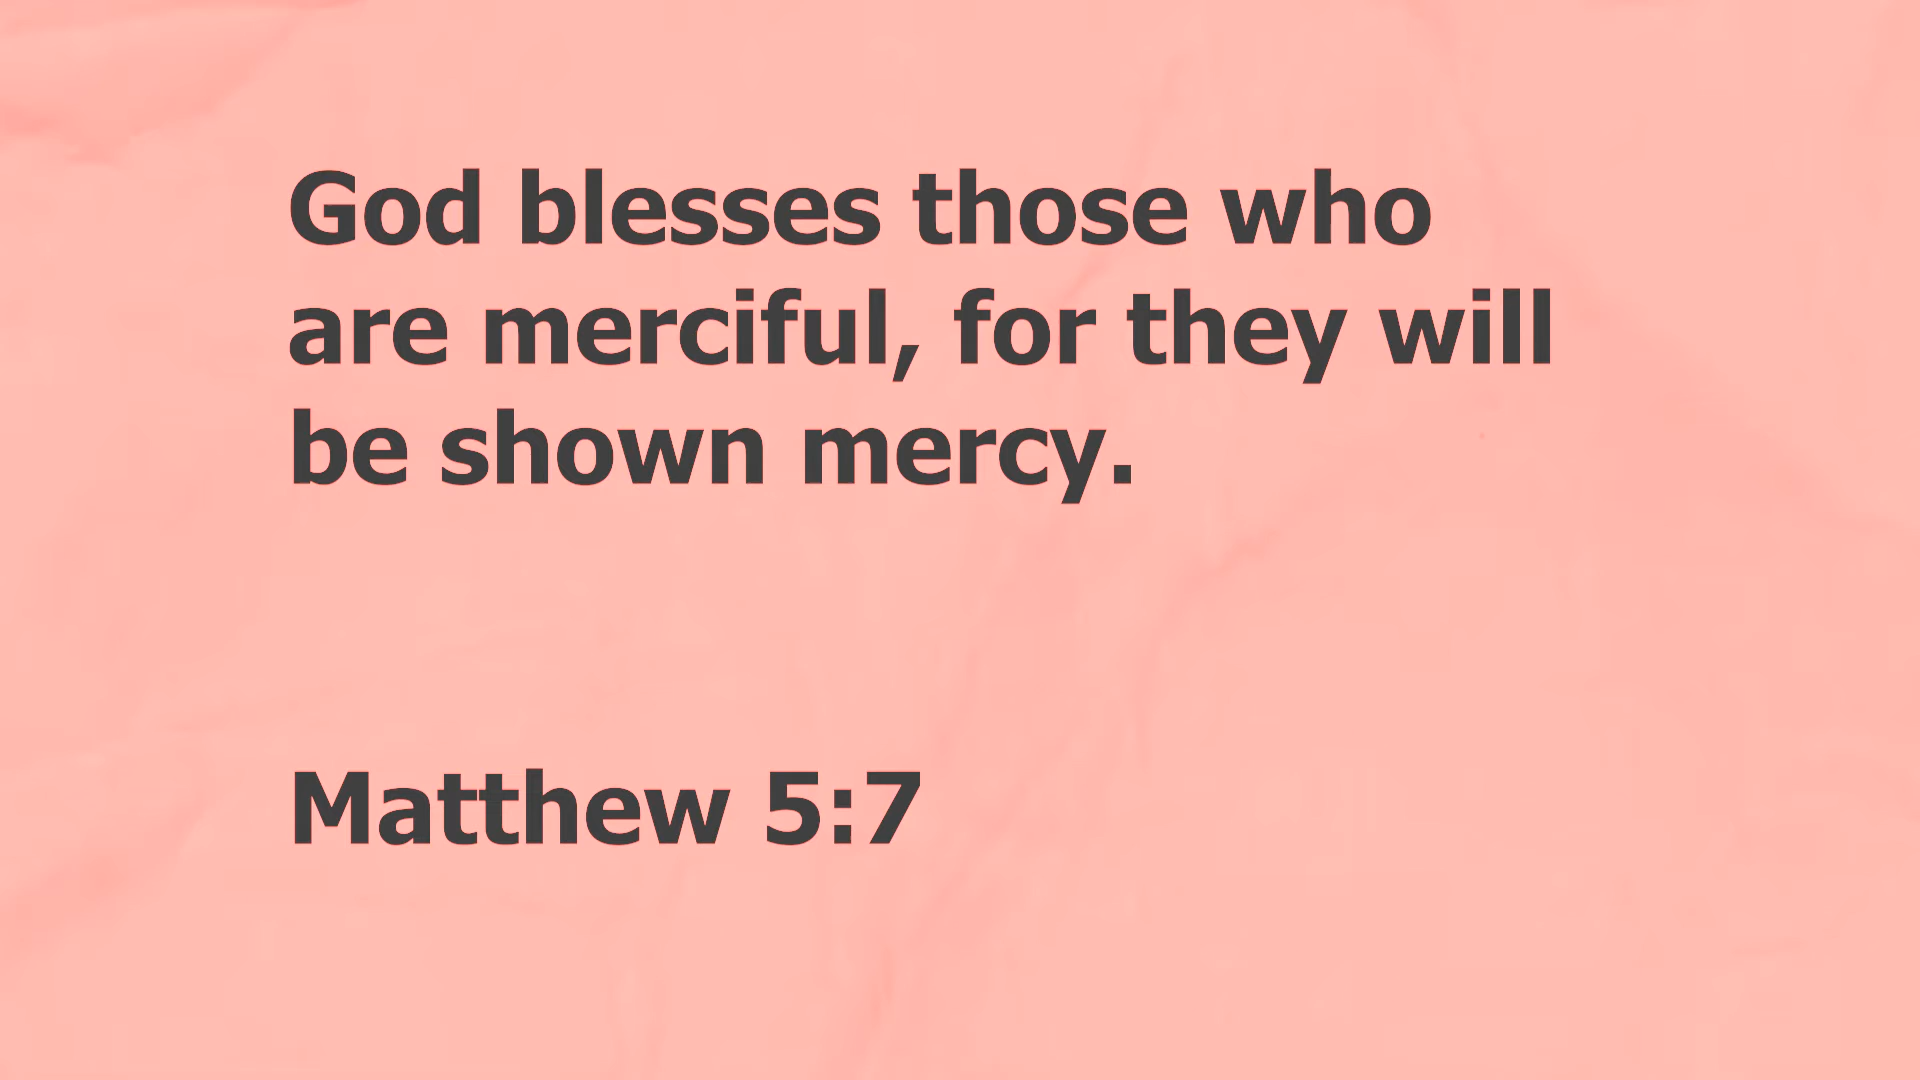 God blesses those who
are merciful, for they will
be shown mercy.
Matthew 5:7